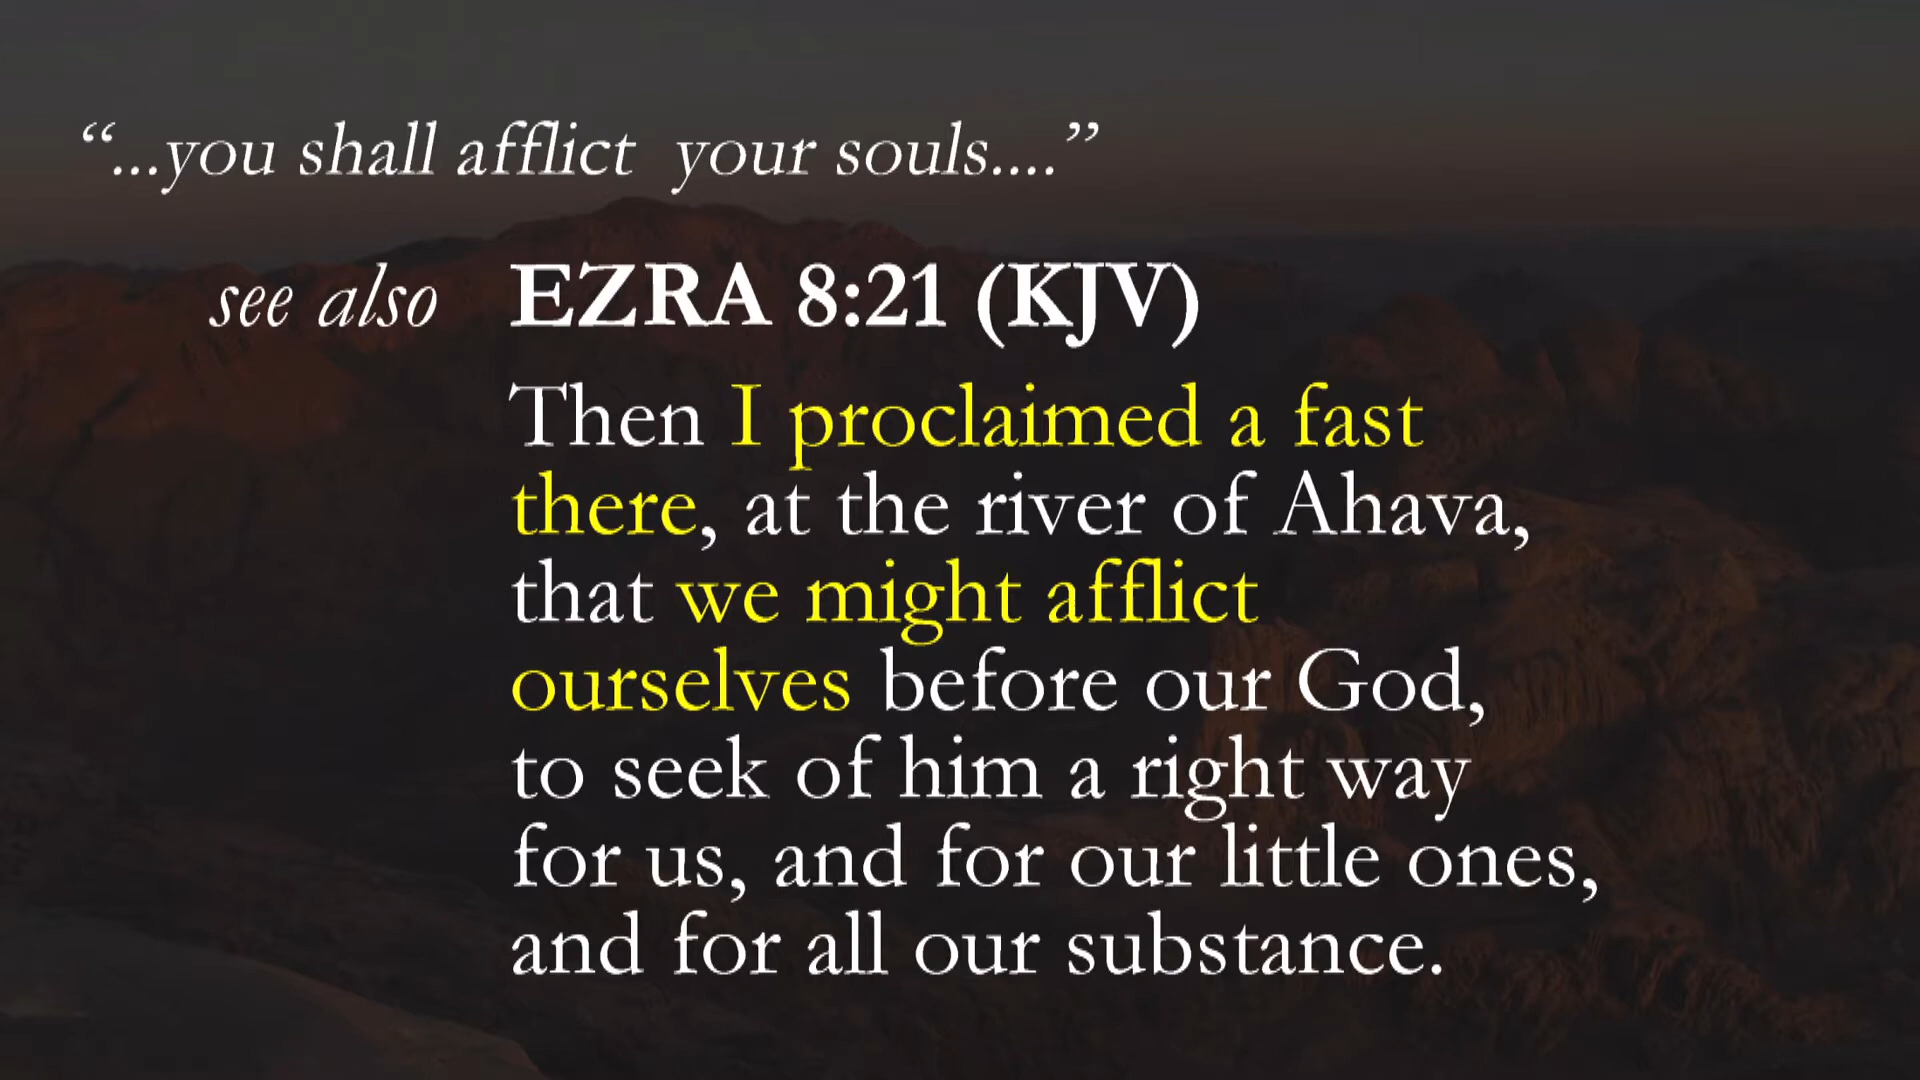 “...you shall afflict  your souls....”
see also EZRA 8:21 (KJV)
Then I proclaimed a fast
there, at the river of Ahava,
that we might afflict
ourselves before our God,
to seek of him a right way
for us, and for our little ones,
and for all our substance.